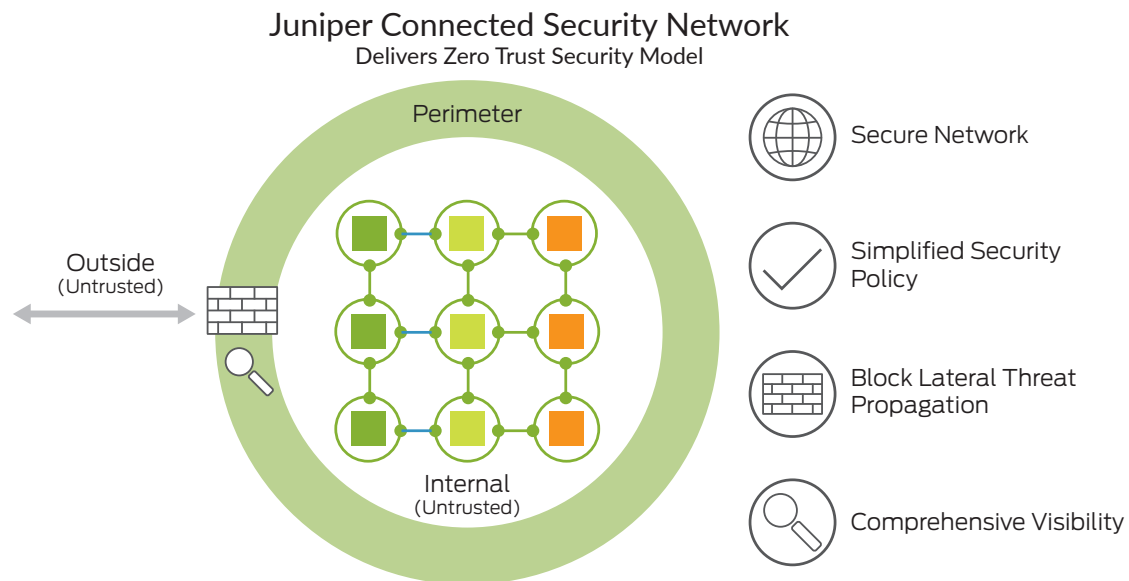 Juniper Connected Security Network
Delivers Zero Trust Security Model
Perimeter
Outside
(Untrusted)
Internal
(Untrusted)
Secure Network
Simplified Security
Policy
Block Lateral Threat
Propagation
Comprehensive Visibility